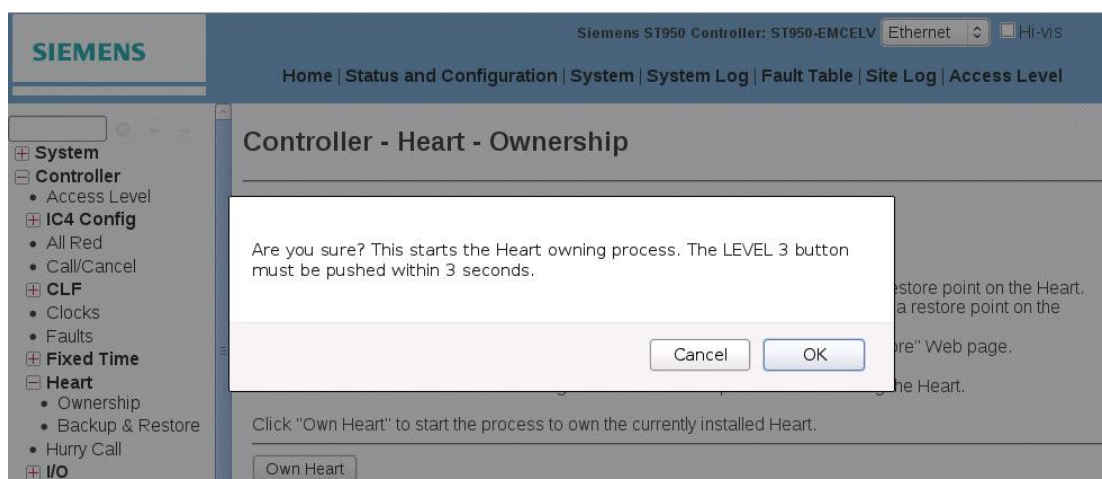 SIEMENS
Siemens ST950 Controller: ST950-EMCELV Ethernet Hi-vis
Home | Status and Configuration | System | System Log | Fault Table | Site Log | Access Level
System
Controller
Access Level
IC4 Config
All Red
Call/Cancel
CLF
Clocks
Faults
Fixed Time
Heart
Ownership
Backup & Restore
Hurry Call
I/O
Controller - Heart - Ownership
Are you sure? This starts the Heart owning process. The LEVEL 3 button
must be pushed within 3 seconds.
Cancel OK
restore point on the Heart.
a restore point on the
" Web page.
the Heart.
Click "Own Heart" to start the process to own the currently installed Heart.
Own Heart